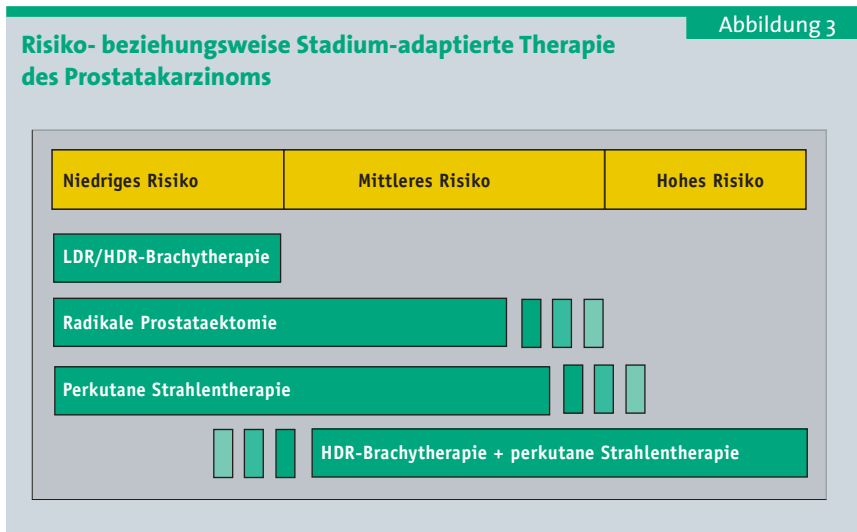 Abbildung 3
Risiko- beziehungsweise Stadium-adaptierte Therapie
des Prostatakarzinoms
Niedriges Risiko
Mittleres Risiko
Hohes Risiko
LDR/HDR-Brachytherapie
Radikale Prostataektomie
Perkutane Strahlentherapie
HDR-Brachytherapie + perkutane Strahlentherapie